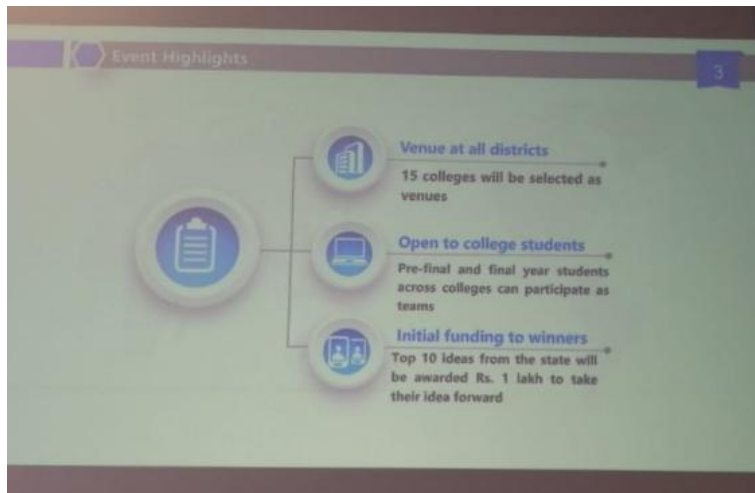 Event Highlights
3
Venue at all districts
15 colleges will be selected as
venues
Open to college students
Pre-final and final year students
across colleges can participate as
teams
Initial funding to winners
Top 10 ideas from the state will
be awarded Rs. 1 lakh to take
their idea forward